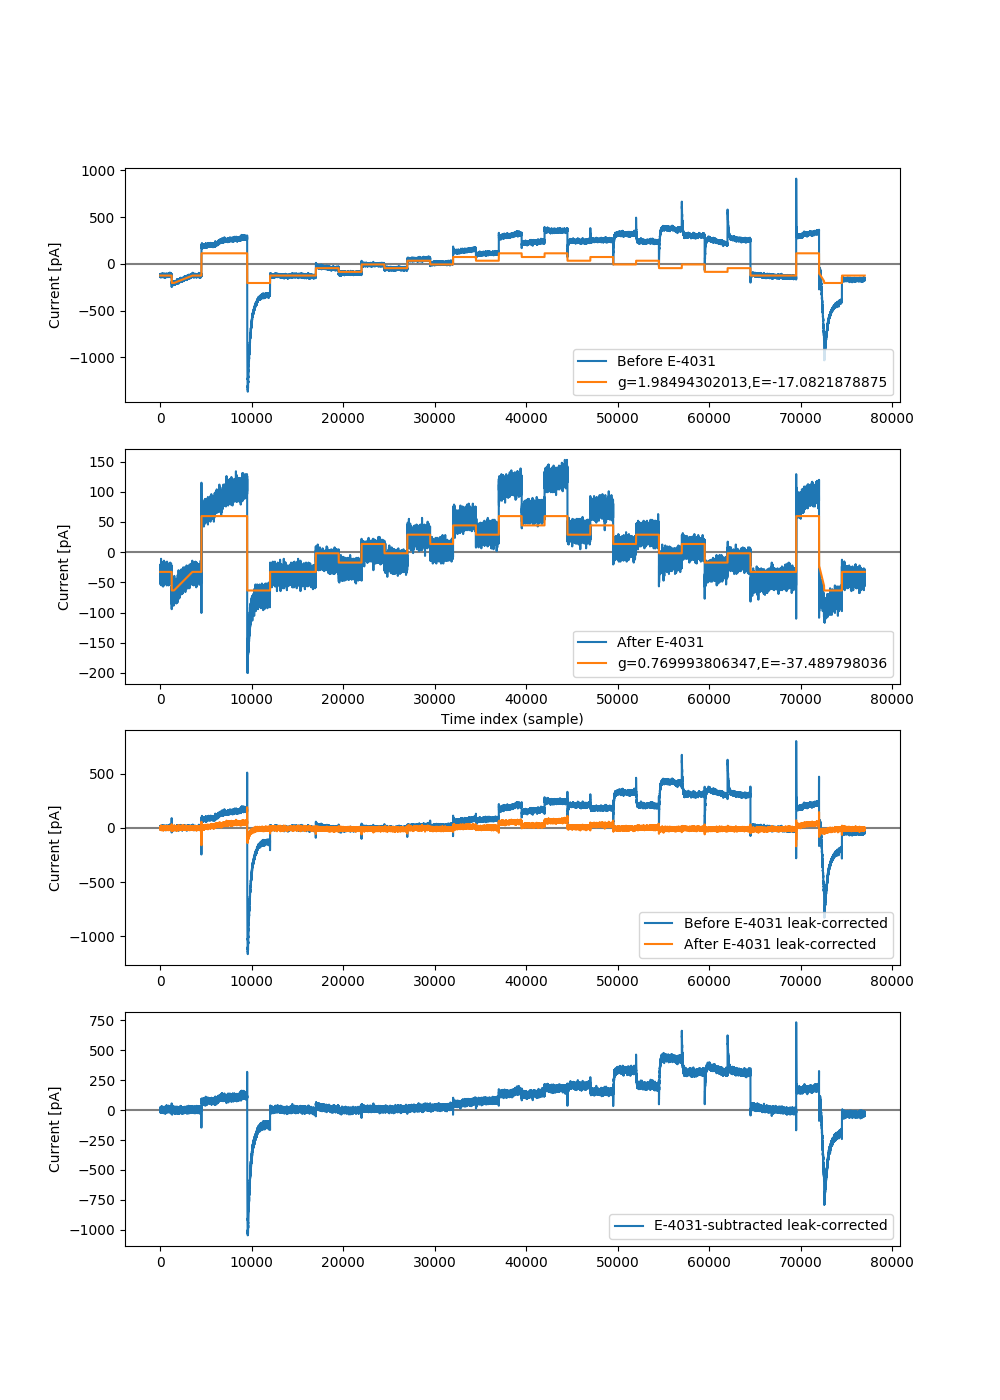 1000
500
0
−500
−1000
Current [pA]
Before E-4031
g=1.98494302013,E=-17.0821878875
0 10000 20000 30000 40000 50000 60000 70000 80000
150
100
50
0
−50
−100
−150
−200
Current [pA]
After E-4031
g=0.769993806347,E=-37.489798036
0 10000 20000 30000 40000 50000 60000 70000 80000
Time index (sample)
500
0
−500
−1000
Current [pA]
Before E-4031 leak-corrected
After E-4031 leak-corrected
0 10000 20000 30000 40000 50000 60000 70000 80000
750
500
250
0
−250
−500
−750
−1000
Current [pA]
E-4031-subtracted leak-corrected
0 10000 20000 30000 40000 50000 60000 70000 80000